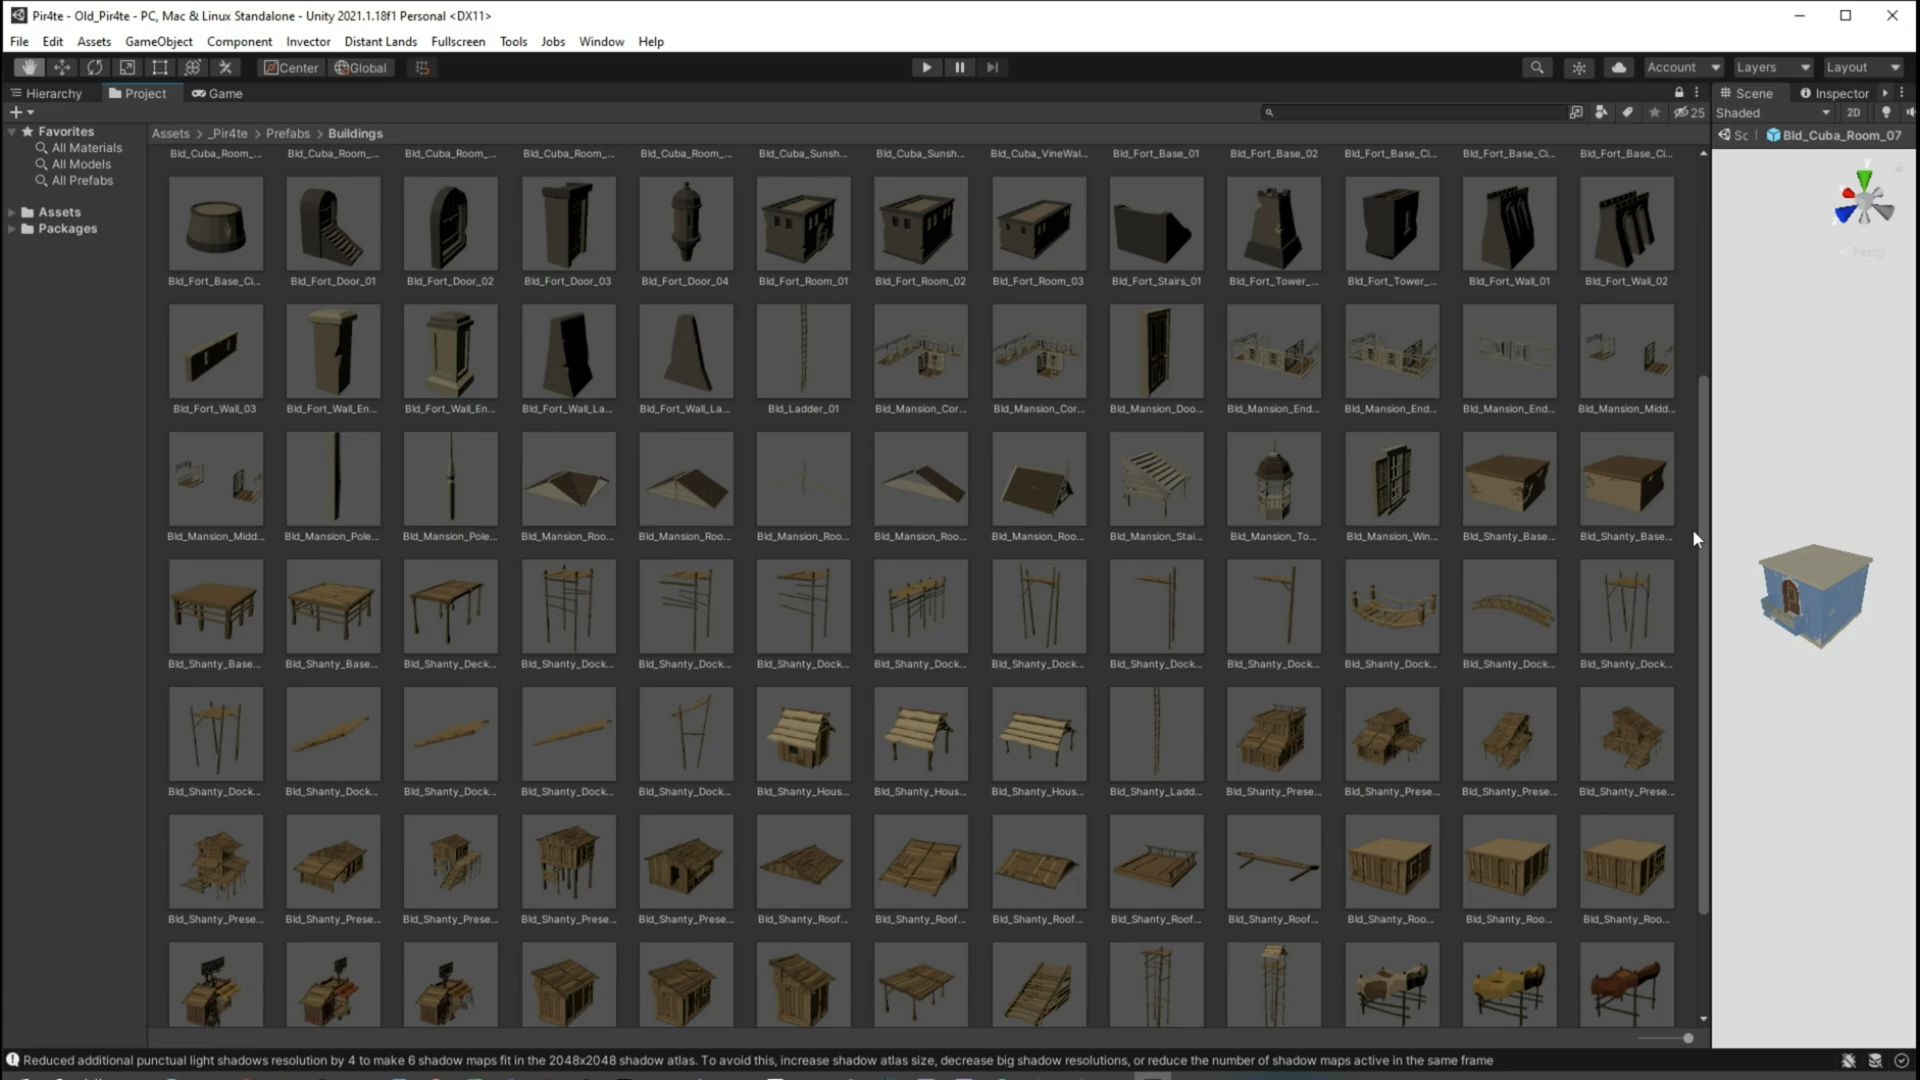 Pir4te - Old_Pir4te - PC, Mac & Linux Standalone - Unity 2021.1.18f1 Personal <DX11>
File Edit Assets GameObject Component Invector Distant Lands Fullscreen Tools Jobs Window Help
Center Global Account Layers Layout
Hierarchy Project Game Scene Inspector
25 Shaded 2D
Favorites
All Materials
All Models
All Prefabs
Assets
Packages
Assets > _Pir4te > Prefabs > Buildings
Sc Bld_Cuba_Room_07
Bld_Cuba_Room_... Bld_Cuba_Room_... Bld_Cuba_Room_... Bld_Cuba_Room_... Bld_Cuba_Room_... Bld_Cuba_Sunsh... Bld_Cuba_Sunsh... Bld_Cuba_VineWal... Bld_Fort_Base_01 Bld_Fort_Base_02 Bld_Fort_Base_Ci... Bld_Fort_Base_Ci... Bld_Fort_Base_Ci...
y
Persp
Bld_Fort_Base_Ci... Bld_Fort_Door_01 Bld_Fort_Door_02 Bld_Fort_Door_03 Bld_Fort_Door_04 Bld_Fort_Room_01 Bld_Fort_Room_02 Bld_Fort_Room_03 Bld_Fort_Stairs_01 Bld_Fort_Tower_... Bld_Fort_Tower_... Bld_Fort_Wall_01 Bld_Fort_Wall_02
Bld_Fort_Wall_03 Bld_Fort_Wall_En... Bld_Fort_Wall_En... Bld_Fort_Wall_La... Bld_Fort_Wall_La... Bld_Ladder_01 Bld_Mansion_Cor... Bld_Mansion_Cor... Bld_Mansion_Doo... Bld_Mansion_End... Bld_Mansion_End... Bld_Mansion_End... Bld_Mansion_Midd...
Bld_Mansion_Midd... Bld_Mansion_Pole... Bld_Mansion_Pole... Bld_Mansion_Roo... Bld_Mansion_Roo... Bld_Mansion_Roo... Bld_Mansion_Roo... Bld_Mansion_Roo... Bld_Mansion_Stai... Bld_Mansion_To... Bld_Mansion_Win... Bld_Shanty_Base... Bld_Shanty_Base...
Bld_Shanty_Base... Bld_Shanty_Base... Bld_Shanty_Deck... Bld_Shanty_Dock... Bld_Shanty_Dock... Bld_Shanty_Dock... Bld_Shanty_Dock... Bld_Shanty_Dock... Bld_Shanty_Dock... Bld_Shanty_Dock... Bld_Shanty_Dock... Bld_Shanty_Dock... Bld_Shanty_Dock...
Bld_Shanty_Dock... Bld_Shanty_Dock... Bld_Shanty_Dock... Bld_Shanty_Dock... Bld_Shanty_Dock... Bld_Shanty_Hous... Bld_Shanty_Hous... Bld_Shanty_Hous... Bld_Shanty_Ladd... Bld_Shanty_Prese... Bld_Shanty_Prese... Bld_Shanty_Prese... Bld_Shanty_Prese...
Bld_Shanty_Prese... Bld_Shanty_Prese... Bld_Shanty_Prese... Bld_Shanty_Prese... Bld_Shanty_Prese... Bld_Shanty_Roof... Bld_Shanty_Roof... Bld_Shanty_Roof... Bld_Shanty_Roof... Bld_Shanty_Roof... Bld_Shanty_Roo... Bld_Shanty_Roo... Bld_Shanty_Roo...
Reduced additional punctual light shadows resolution by 4 to make 6 shadow maps fit in the 2048x2048 shadow atlas. To avoid this, increase shadow atlas size, decrease big shadow resolutions, or reduce the number of shadow maps active in the same frame